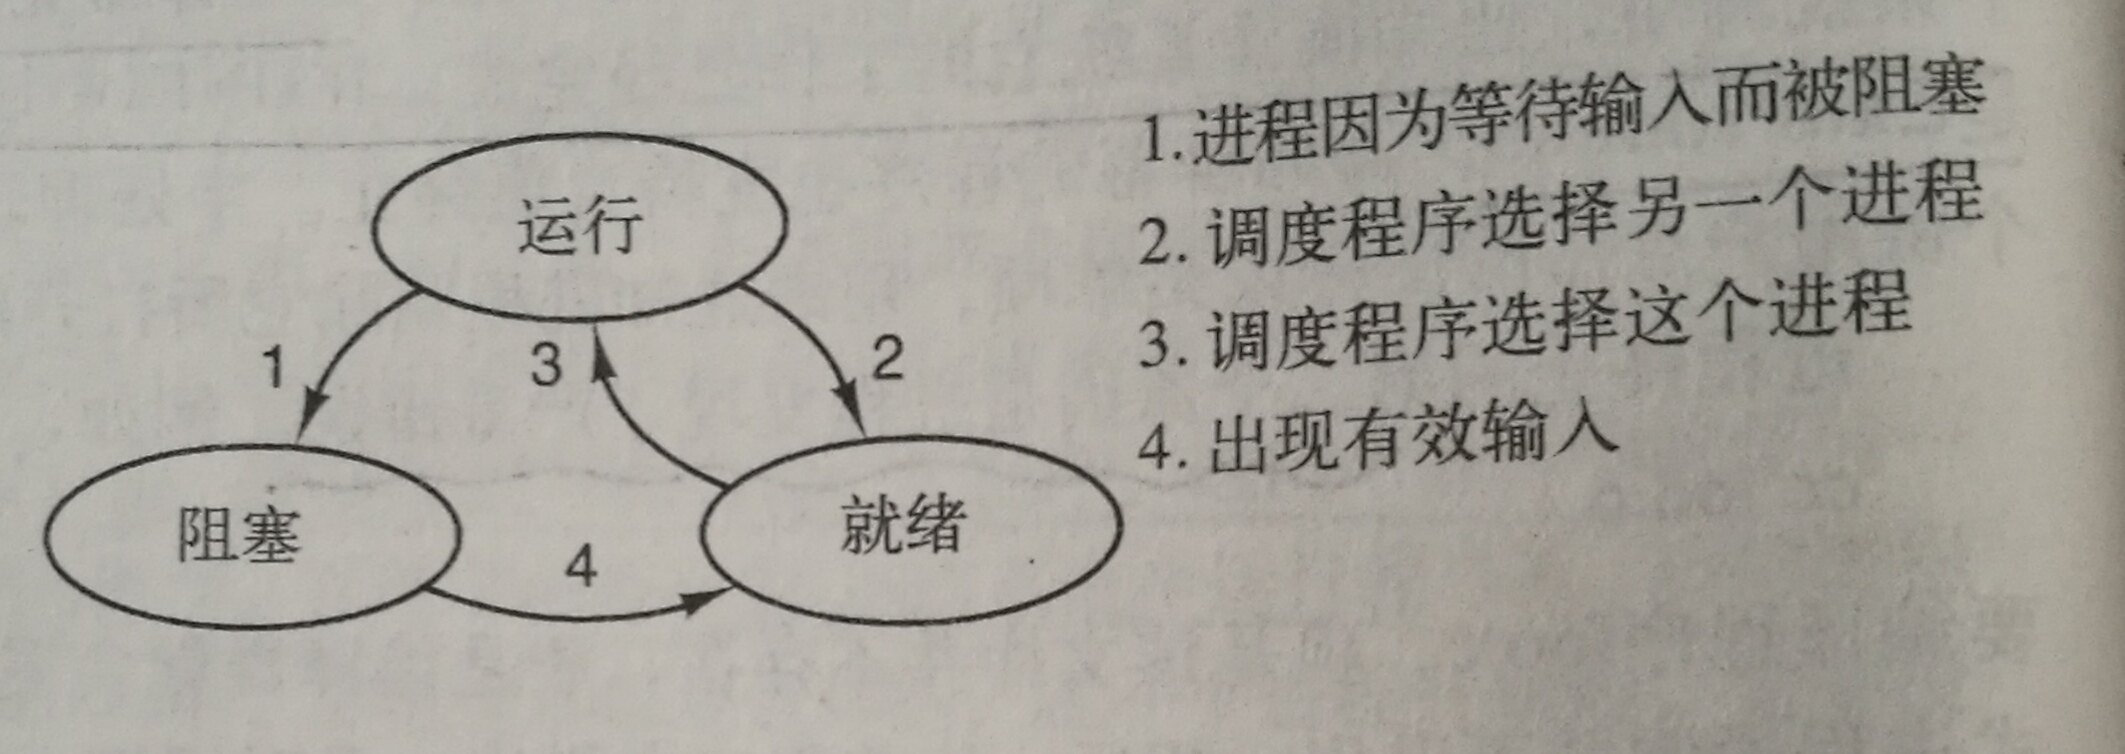 运行
1
3
2
阻塞
4
就绪
1.进程因为等待输入而被阻塞
2. 调度程序选择另一个进程
3. 调度程序选择这个进程
4. 出现有效输入